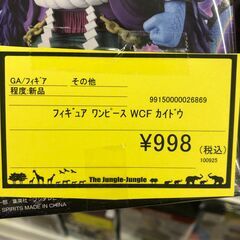 GA/フィギア その他
程度:新品
99150000026869
フィギュア ワンピース WCF カイドウ
¥998 (税込)
100925
The Jungle-Jungle
SPIRITS MADE IN CHINA